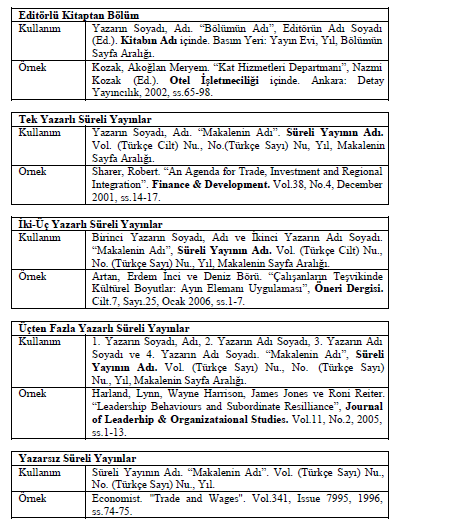 Editörlü Kitaptan Bölüm
Kullanım
Yazarın Soyadı, Adı. “Bölümün Adı”, Editörün Adı Soyadı
(Ed.). Kitabın Adı içinde. Basım Yeri: Yayın Evi, Yıl, Bölümün
Sayfa Aralığı.
Örnek
Kozak, Akoğlan Meryem. “Kat Hizmetleri Departmanı”, Nazmi
Kozak (Ed.). Otel İşletmeciliği içinde. Ankara: Detay
Yayıncılık, 2002, ss.65-98.
Tek Yazarlı Süreli Yayınlar
Kullanım
Yazarın Soyadı, Adı. “Makalenin Adı”. Süreli Yayının Adı.
Vol. (Türkçe Cilt) Nu., No.(Türkçe Sayı) Nu, Yıl, Makalenin
Sayfa Aralığı.
Örnek
Sharer, Robert. “An Agenda for Trade, Investment and Regional
Integration”. Finance & Development. Vol.38, No.4, December
2001, ss.14-17.
İki-Üç Yazarlı Süreli Yayınlar
Kullanım
Birinci Yazarın Soyadı, Adı ve İkinci Yazarın Adı Soyadı.
“Makalenin Adı”, Süreli Yayının Adı. Vol. (Türkçe Cilt) Nu.,
No. (Türkçe Sayı) Nu., Yıl, Makalenin Sayfa Aralığı.
Örnek
Artan, Erdem İnci ve Deniz Börü. “Çalışanların Teşvikinde
Kültürel Boyutlar: Ayın Elemanı Uygulaması”, Öneri Dergisi.
Cilt.7, Sayı.25, Ocak 2006, ss.1-7.
Üçten Fazla Yazarlı Süreli Yayınlar
Kullanım
1. Yazarın Soyadı, Adı, 2. Yazarın Adı Soyadı, 3. Yazarın Adı
Soyadı ve 4. Yazarın Adı Soyadı. “Makalenin Adı”, Süreli
Yayının Adı. Vol. (Türkçe Sayı) Nu., No. (Türkçe Sayı)
Nu., Yıl, Makalenin Sayfa Aralığı.
Örnek
Harland, Lynn, Wayne Harrison, James Jones ve Roni Reiter.
“Leadership Behaviours and Subordinate Resilliance”, Journal
of Leaderhip & Organizataional Studies. Vol.11, No.2, 2005,
ss.1-13.
Yazarsız Süreli Yayınlar
Kullanım
Süreli Yayının Adı. “Makalenin Adı”. Vol. (Türkçe Sayı) Nu.,
No. (Türkçe Sayı) Nu., Yıl.
Örnek
Economist. "Trade and Wages". Vol.341, Issue 7995, 1996,
ss.74-75.